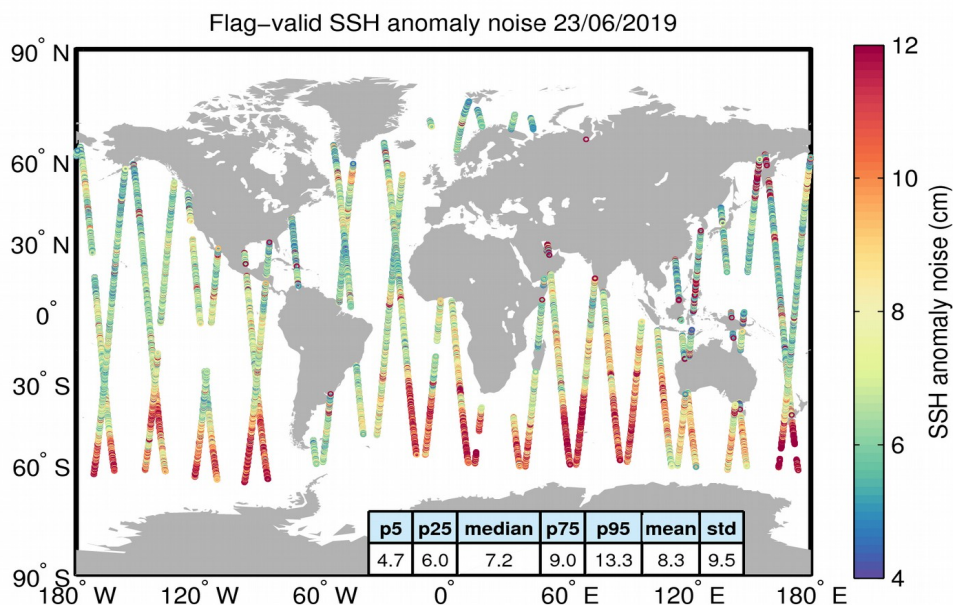 Flag−valid SSH anomaly noise 23/06/2019
90° N
60° N
30° N
0°
30° S
60° S
90° S
180° W
120° W
60° W
0°
60° E
120° E
180° E
p5 p25 median p75 p95 mean std
4.7 6.0 7.2 9.0 13.3 8.3 9.5
12
10
8
6
4
SSH anomaly noise (cm)